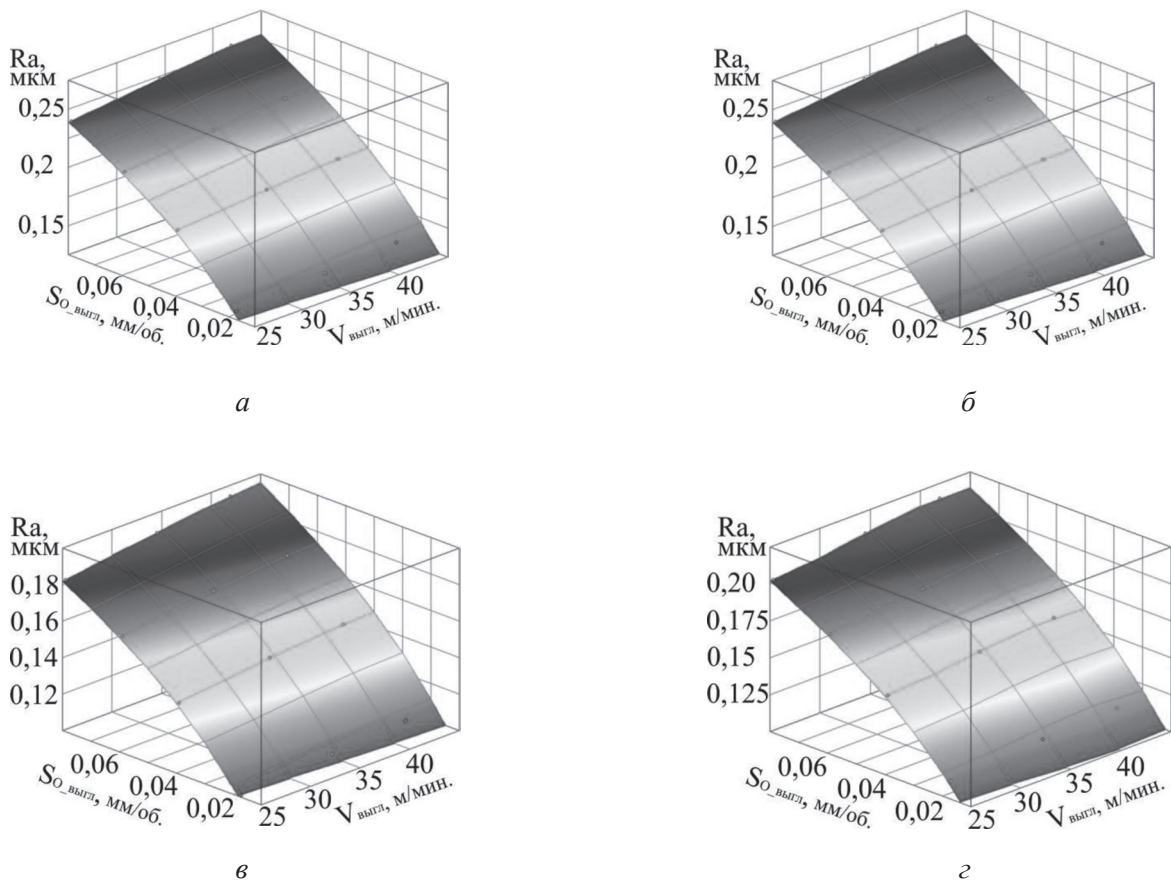 Ra,
мкм
0,25
0,2
0,15
0,06
0,04
0,02
S₀_выгл, мм/об.
25
30
35
40
Vвыгл, м/мин.
а
Ra,
мкм
0,25
0,2
0,15
0,06
0,04
0,02
S₀_выгл, мм/об.
25
30
35
40
Vвыгл, м/мин.
б
Ra,
мкм
0,18
0,16
0,14
0,12
0,06
0,04
0,02
S₀_выгл, мм/об.
25
30
35
40
Vвыгл, м/мин.
в
Ra,
мкм
0,20
0,175
0,15
0,125
0,06
0,04
0,02
S₀_выгл, мм/об.
25
30
35
40
Vвыгл, м/мин.
г